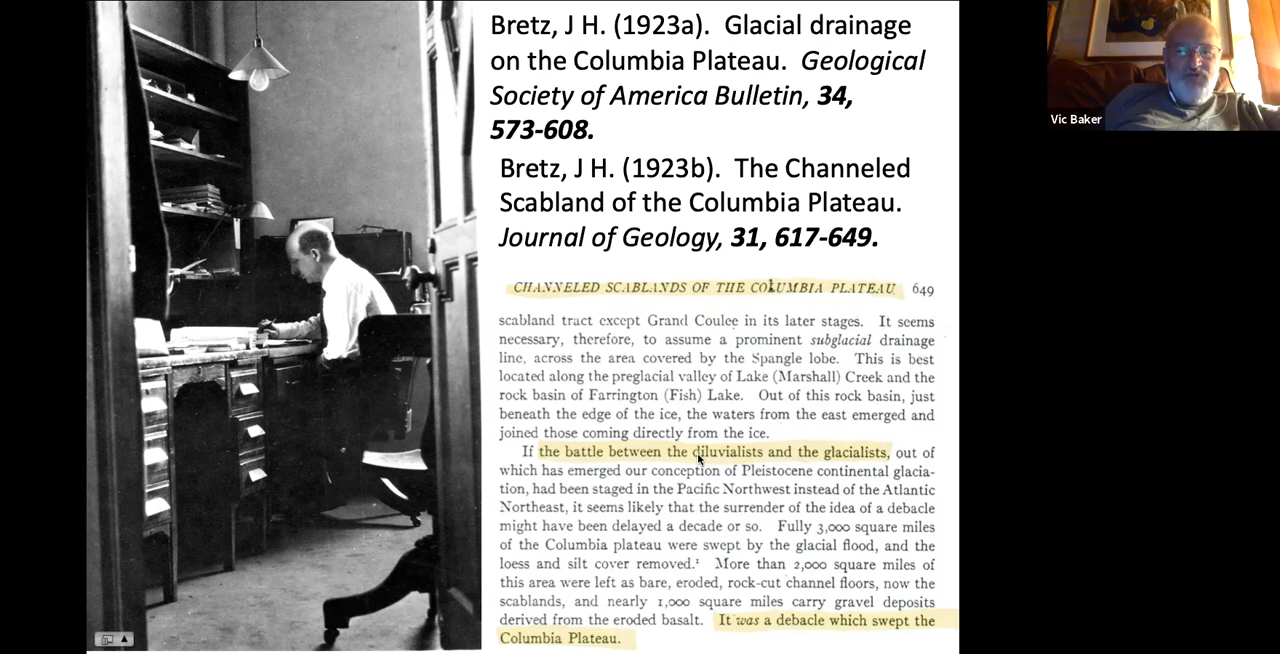 Bretz, J H. (1923a).  Glacial drainage
on the Columbia Plateau.  Geological
Society of America Bulletin, 34,
573-608.
Bretz, J H. (1923b).  The Channeled
Scabland of the Columbia Plateau.
Journal of Geology, 31, 617-649.
CHANNELED SCABLANDS OF THE COLUMBIA PLATEAU 649
scabland tract except Grand Coulee in its later stages. It seems
necessary, therefore, to assume a prominent subglacial drainage
line, across the area covered by the Spangle lobe. This is best
located along the preglacial valley of Lake (Marshall) Creek and the
rock basin of Farrington (Fish) Lake. Out of this rock basin, just
beneath the edge of the ice, the waters from the east emerged and
joined those coming directly from the ice.
If the battle between the diluvialists and the glacialists, out of
which has emerged our conception of Pleistocene continental glacia-
tion, had been staged in the Pacific Northwest instead of the Atlantic
Northeast, it seems likely that the surrender of the idea of a debacle
might have been delayed a decade or so. Fully 3,000 square miles
of the Columbia plateau were swept by the glacial flood, and the
loess and silt cover removed.¹ More than 2,000 square miles of
this area were left as bare, eroded, rock-cut channel floors, now the
scablands, and nearly 1,000 square miles carry gravel deposits
derived from the eroded basalt. It was a debacle which swept the
Columbia Plateau.
Vic Baker